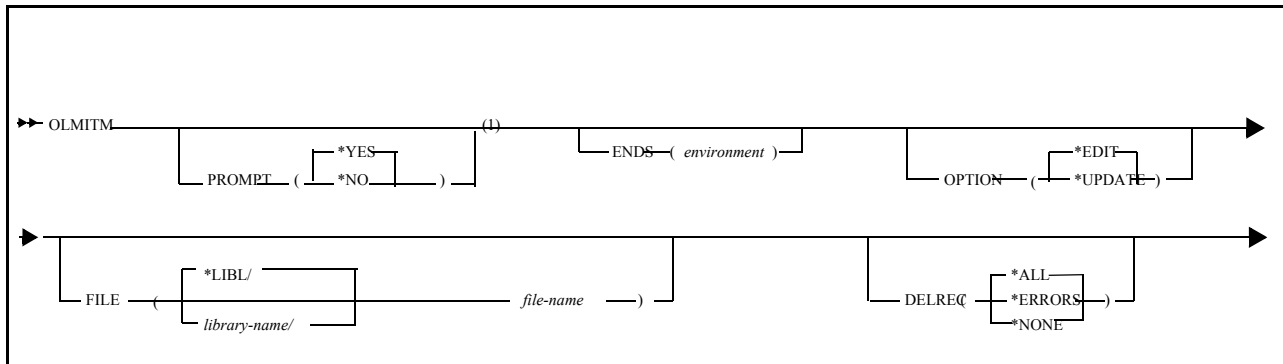 OLMITM
(1)
PROMPT ( *YES
*NO )
ENDS ( environment )
OPTION ( *EDIT
*UPDATE )
FILE ( *LIBL/
library-name/ file-name )
DELREC( *ALL
*ERRORS )
*NONE